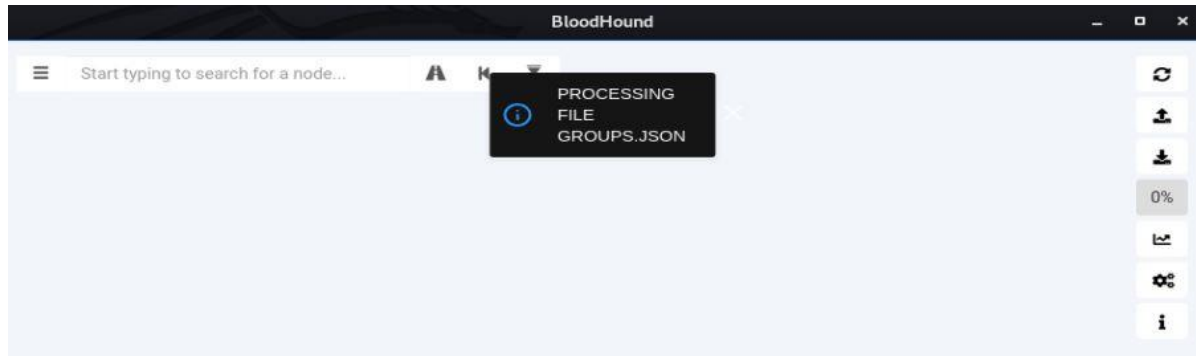 BloodHound
Start typing to search for a node...
PROCESSING
FILE
GROUPS.JSON
0%